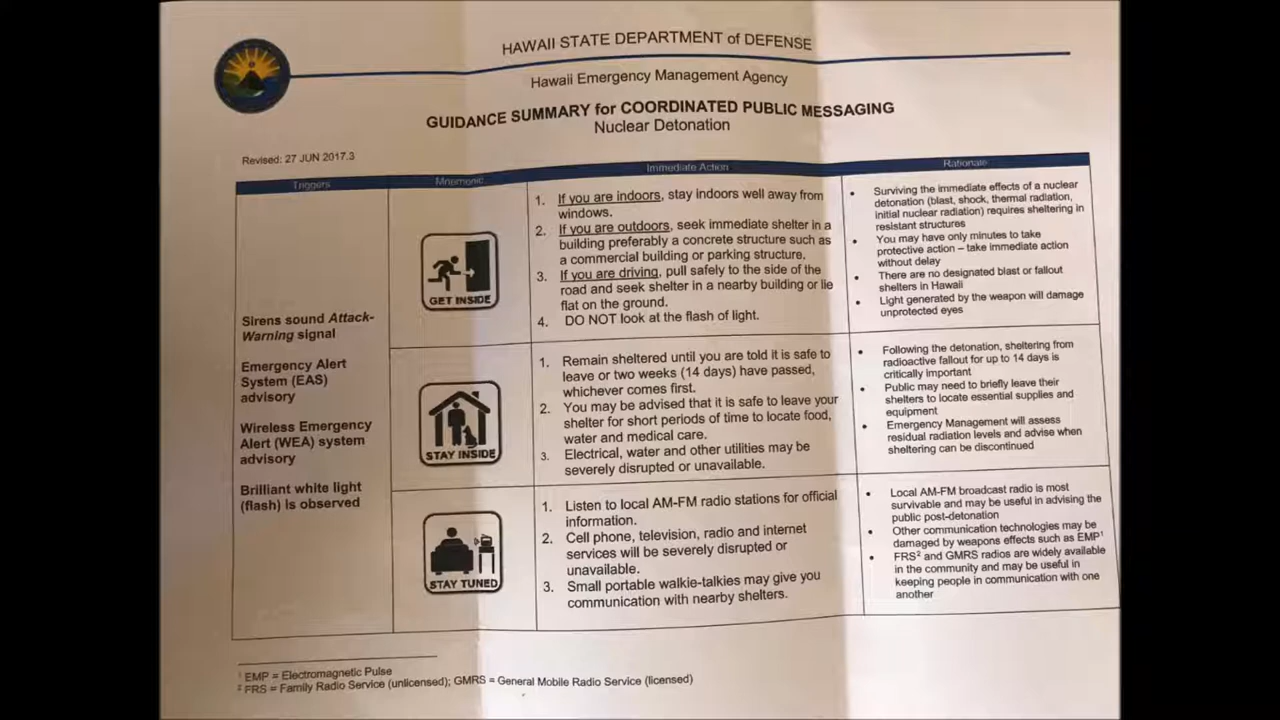 HAWAII STATE DEPARTMENT of DEFENSE
Hawaii Emergency Management Agency
GUIDANCE SUMMARY for COORDINATED PUBLIC MESSAGING
Nuclear Detonation
Revised: 27 JUN 2017.3
Triggers
Mnemonic
Immediate Action
Rationale
Sirens sound Attack-
Warning signal
Emergency Alert
System (EAS)
advisory
Wireless Emergency
Alert (WEA) system
advisory
Brilliant white light
(flash) is observed
GET INSIDE
1. If you are indoors, stay indoors well away from
windows.
2. If you are outdoors, seek immediate shelter in a
building preferably a concrete structure such as
a commercial building or parking structure.
3. If you are driving, pull safely to the side of the
road and seek shelter in a nearby building or lie
flat on the ground.
4. DO NOT look at the flash of light.
• Surviving the immediate effects of a nuclear
detonation (blast, shock, thermal radiation,
initial nuclear radiation) requires sheltering in
resistant structures
• You may have only minutes to take
protective action – take immediate action
without delay
• There are no designated blast or fallout
shelters in Hawaii
• Light generated by the weapon will damage
unprotected eyes
STAY INSIDE
1. Remain sheltered until you are told it is safe to
leave or two weeks (14 days) have passed,
whichever comes first.
2. You may be advised that it is safe to leave your
shelter for short periods of time to locate food,
water and medical care.
3. Electrical, water and other utilities may be
severely disrupted or unavailable.
• Following the detonation, sheltering from
radioactive fallout for up to 14 days is
critically important
• Public may need to briefly leave their
shelters to locate essential supplies and
equipment
• Emergency Management will assess
residual radiation levels and advise when
sheltering can be discontinued
STAY TUNED
1. Listen to local AM-FM radio stations for official
information.
2. Cell phone, television, radio and internet
services will be severely disrupted or
unavailable.
3. Small portable walkie-talkies may give you
communication with nearby shelters.
• Local AM-FM broadcast radio is most
survivable and may be useful in advising the
public post-detonation
• Other communication technologies may be
damaged by weapons effects such as EMP¹
• FRS² and GMRS radios are widely available
in the community and may be useful in
keeping people in communication with one
another
¹ EMP = Electromagnetic Pulse
² FRS = Family Radio Service (unlicensed); GMRS = General Mobile Radio Service (licensed)